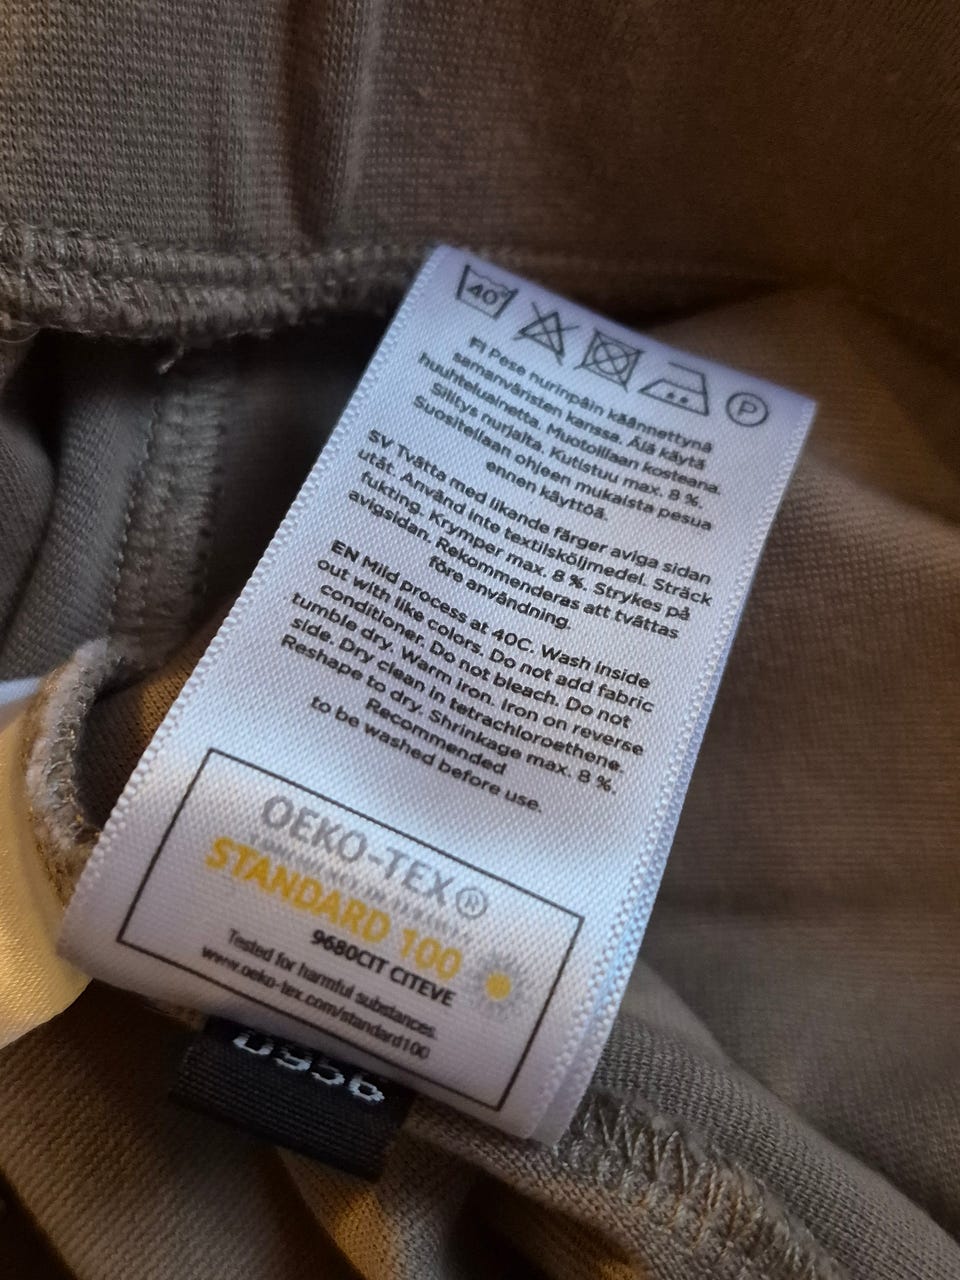 40°
P
FI Pese nurinpäin käännettynä
samanväristen kanssa. Älä käytä
huuhteluainetta. Muotoillaan kosteana.
Silitys nurjalta. Kutistuu max. 8 %.
Suositellaan ohjeen mukaista pesua
ennen käyttöä.
SV Tvätta med likande färger aviga sidan
utåt. Använd inte textilsköljmedel. Sträck
fukting. Krymper max. 8 %. Strykes på
avigsidan. Rekommenderas att tvättas
före användning.
EN Mild process at 40C. Wash inside
out with like colors. Do not add fabric
conditioner. Do not bleach. Do not
tumble dry. Warm iron. Iron on reverse
side. Dry clean in tetrachloroethene.
Reshape to dry. Shrinkage max. 8 %.
Recommended
to be washed before use.
OEKO-TEX®
STANDARD 100
9680CIT CITEVE
Tested for harmful substances.
www.oeko-tex.com/standard100